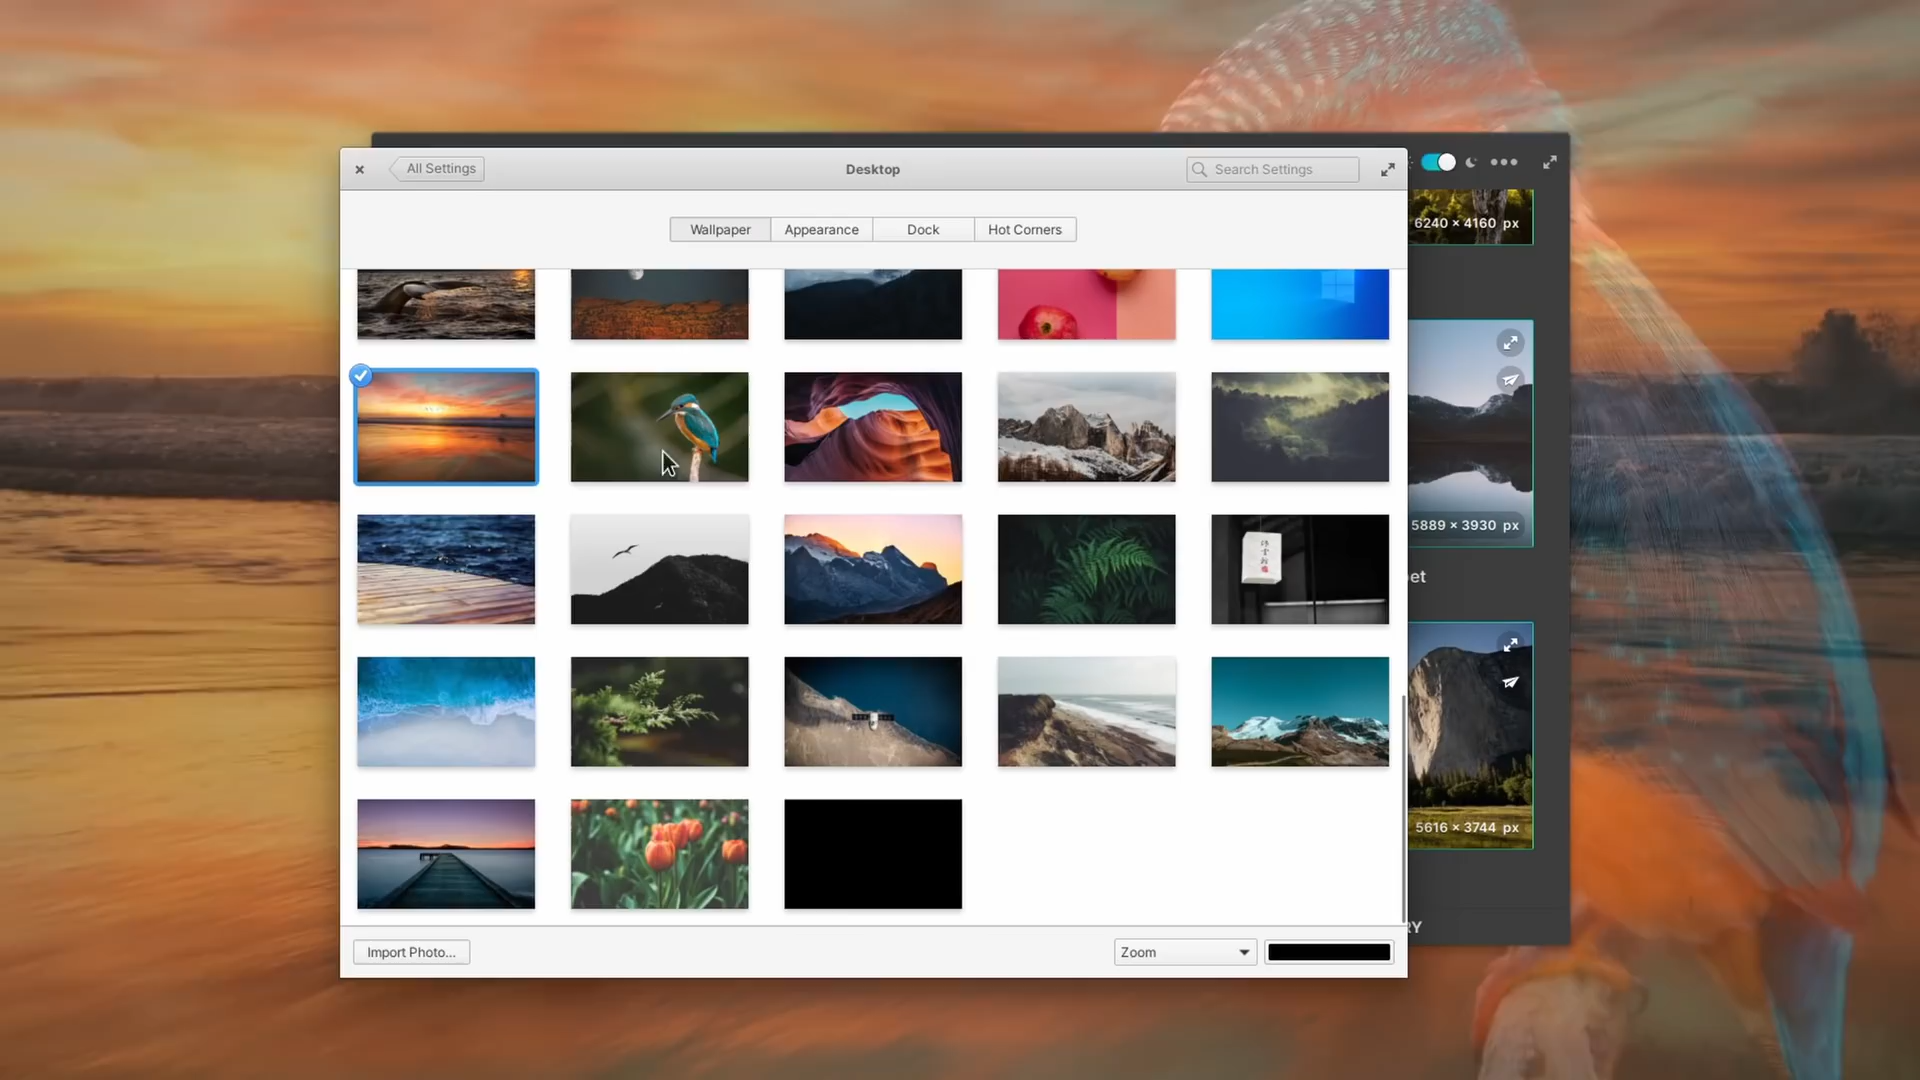 All Settings
Desktop
Search Settings
Wallpaper
Appearance
Dock
Hot Corners
6240 × 4160 px
5889 × 3930 px
et
5616 × 3744 px
RY
Import Photo...
Zoom